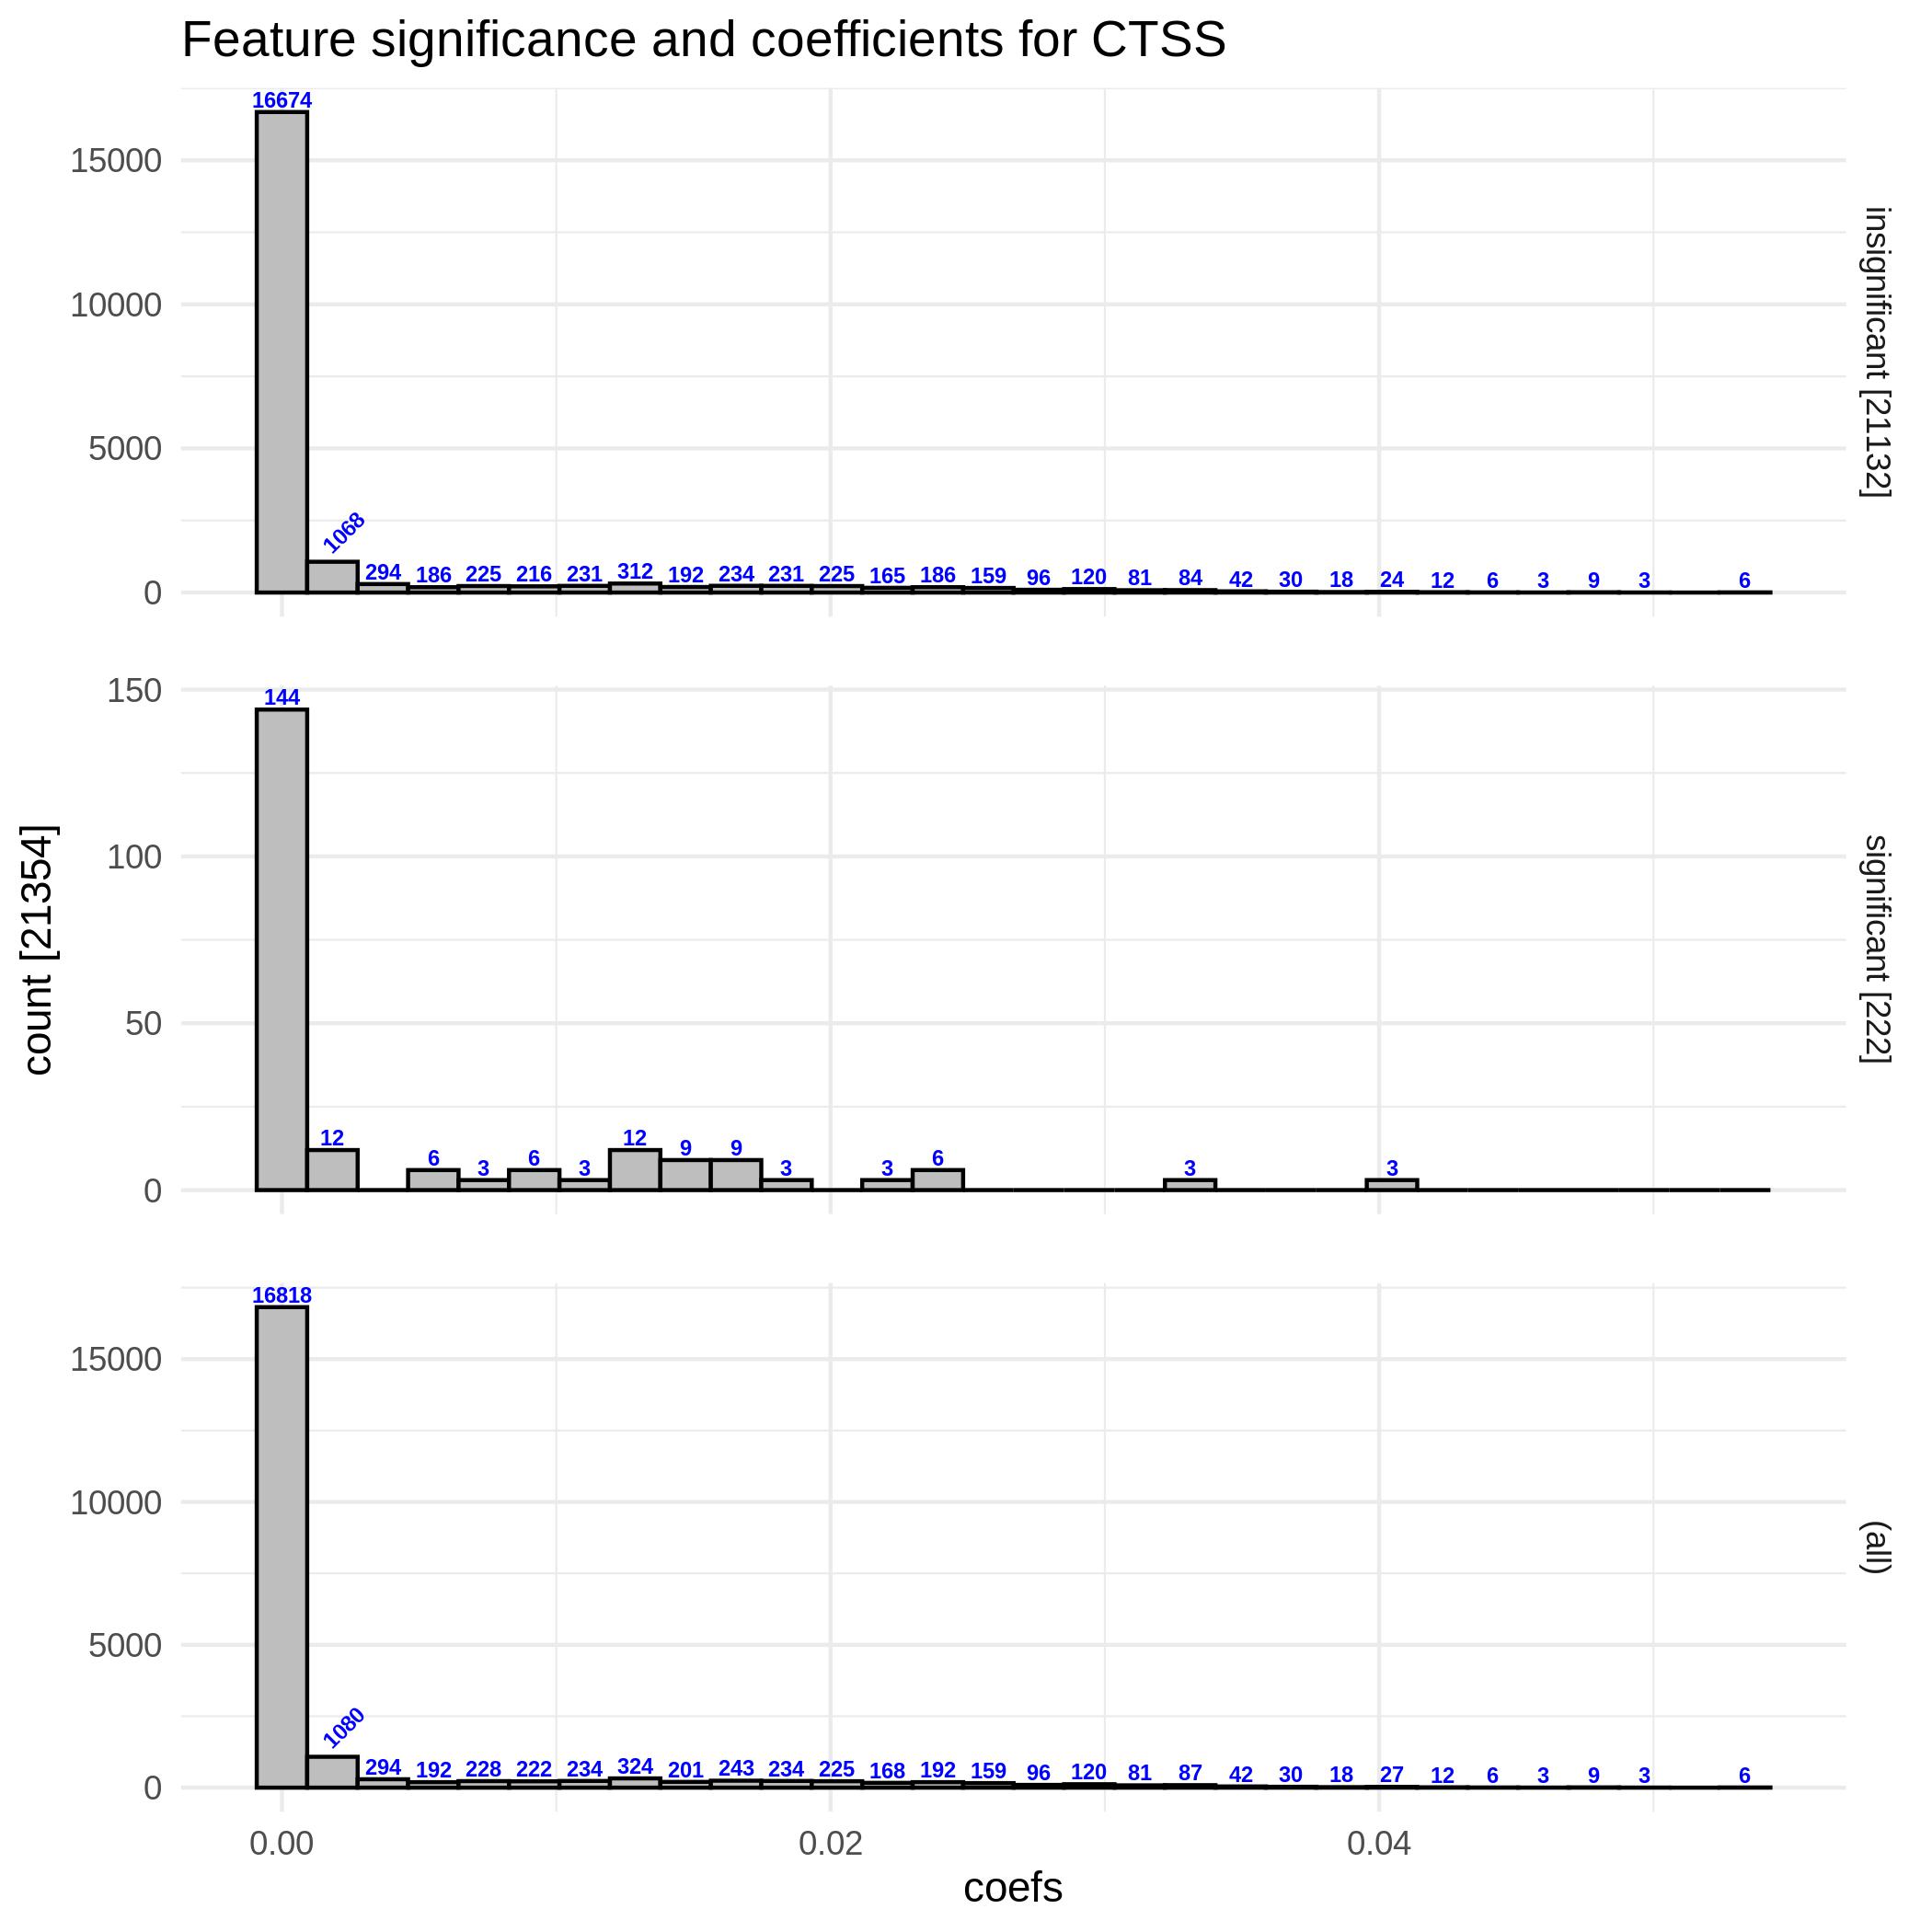 Feature significance and coefficients for CTSS
16674
15000
10000
5000
1068
294 186 225 216 231 312 192 234 231 225 165 186 159 96 120 81 84 42 30 18 24 12 6 3 9 3 6
0
insignificant [21132]
150
144
100
50
12 6 3 6 3 12 9 9 3 3 6 3 3
0
significant [222]
count [21354]
16818
15000
10000
5000
1080
294 192 228 222 234 324 201 243 234 225 168 192 159 96 120 81 87 42 30 18 27 12 6 3 9 3 6
0
(all)
0.00 0.02 0.04
coefs